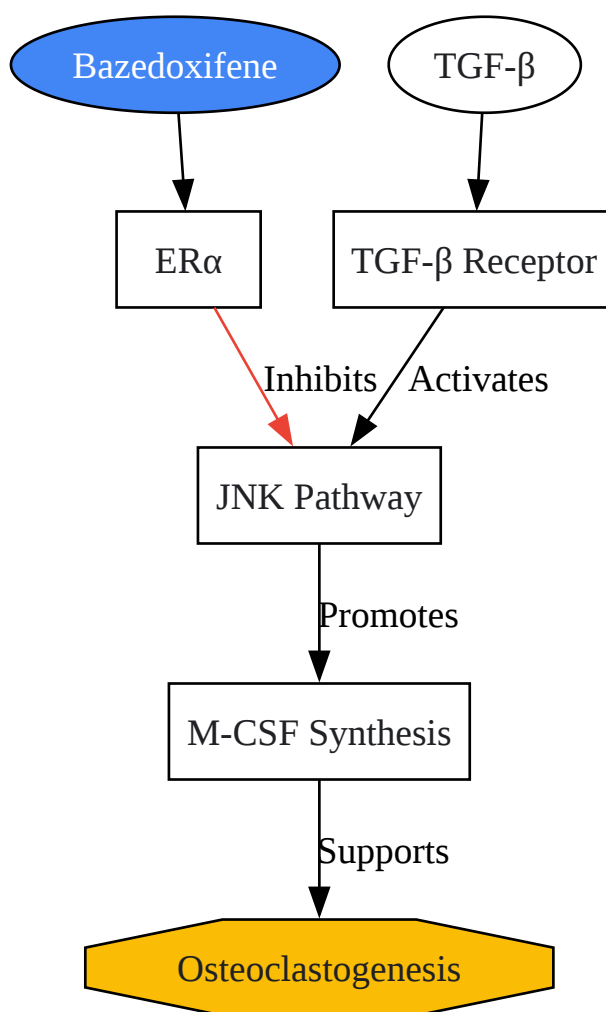 Bazedoxifene
TGF-β
ERα
TGF-β Receptor
Inhibits
Activates
JNK Pathway
Promotes
M-CSF Synthesis
Supports
Osteoclastogenesis